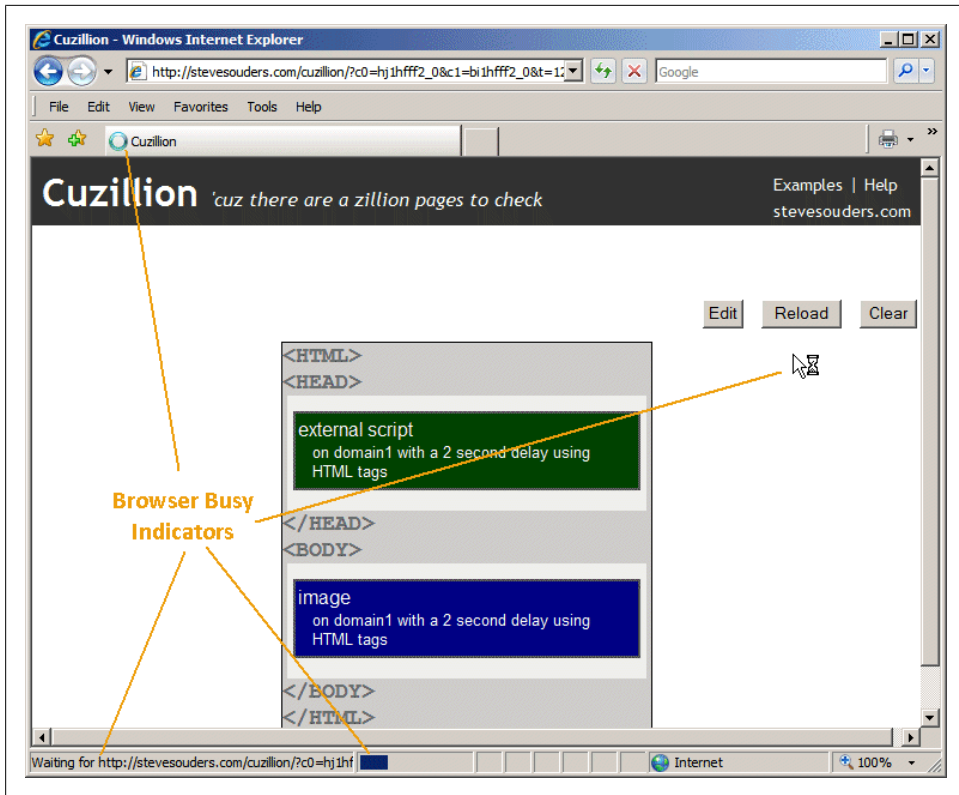 Cuzillion - Windows Internet Explorer
http://stevesouders.com/cuzillion/?c0=hj1hfff2_0&c1=bi1hfff2_0&t=12
Google
File Edit View Favorites Tools Help
Cuzillion
Cuzillion 'cuz there are a zillion pages to check
Examples | Help
stevesouders.com
Edit Reload Clear
<HTML>
<HEAD>
external script
on domain1 with a 2 second delay using
HTML tags
Browser Busy
Indicators
</HEAD>
<BODY>
image
on domain1 with a 2 second delay using
HTML tags
</BODY>
</HTML>
Waiting for http://stevesouders.com/cuzillion/?c0=hj1hf
Internet
100%